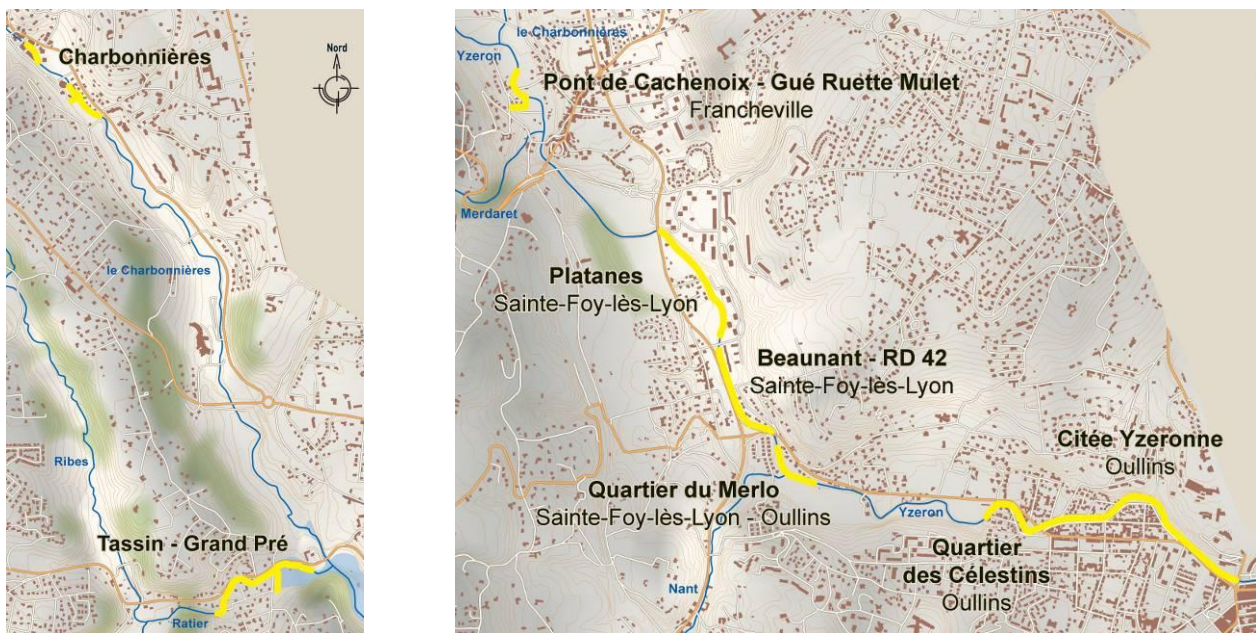 Charbonnières
Nord
le Charbonnières
Ribes
Tassin - Grand Pré
Ratier
le Charbonnières
Yzeron
Pont de Cachenoix - Gué Ruette Mulet
Francheville
Merdaret
Platanes
Sainte-Foy-lès-Lyon
Beaunant - RD 42
Sainte-Foy-lès-Lyon
Citée Yzeronne
Oullins
Quartier du Merlo
Sainte-Foy-lès-Lyon - Oullins
Yzeron
Quartier
des Célestins
Oullins
Nant